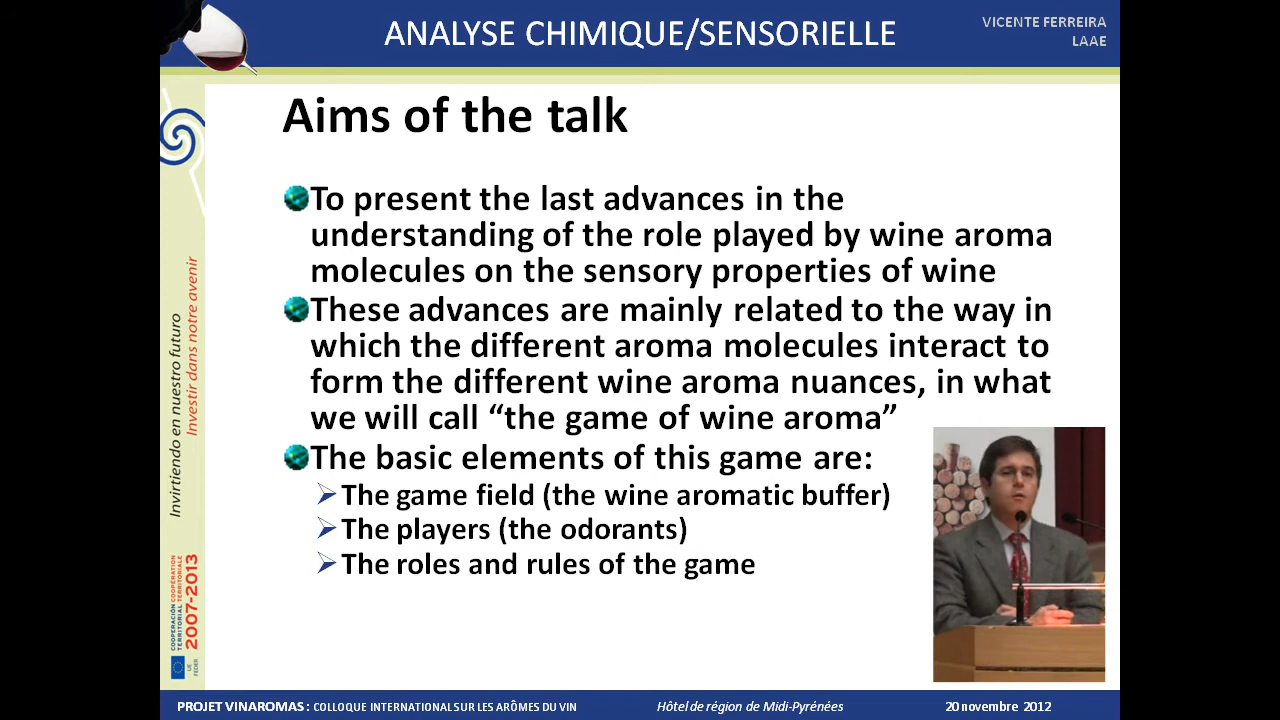 ANALYSE CHIMIQUE/SENSORIELLE
VICENTE FERREIRA
LAAE
Aims of the talk
To present the last advances in the
understanding of the role played by wine aroma
molecules on the sensory properties of wine
These advances are mainly related to the way in
which the different aroma molecules interact to
form the different wine aroma nuances, in what
we will call “the game of wine aroma”
The basic elements of this game are:
The game field (the wine aromatic buffer)
The players (the odorants)
The roles and rules of the game
Invirtiendo en nuestro futuro
Investir dans notre avenir
COOPERACIÓN COOPÉRATION
TERRITORIAL TERRITORIALE
2007-2013
UE
FEDER
PROJET VINAROMAS : COLLOQUE INTERNATIONAL SUR LES ARÔMES DU VIN
Hôtel de région de Midi-Pyrénées
20 novembre 2012